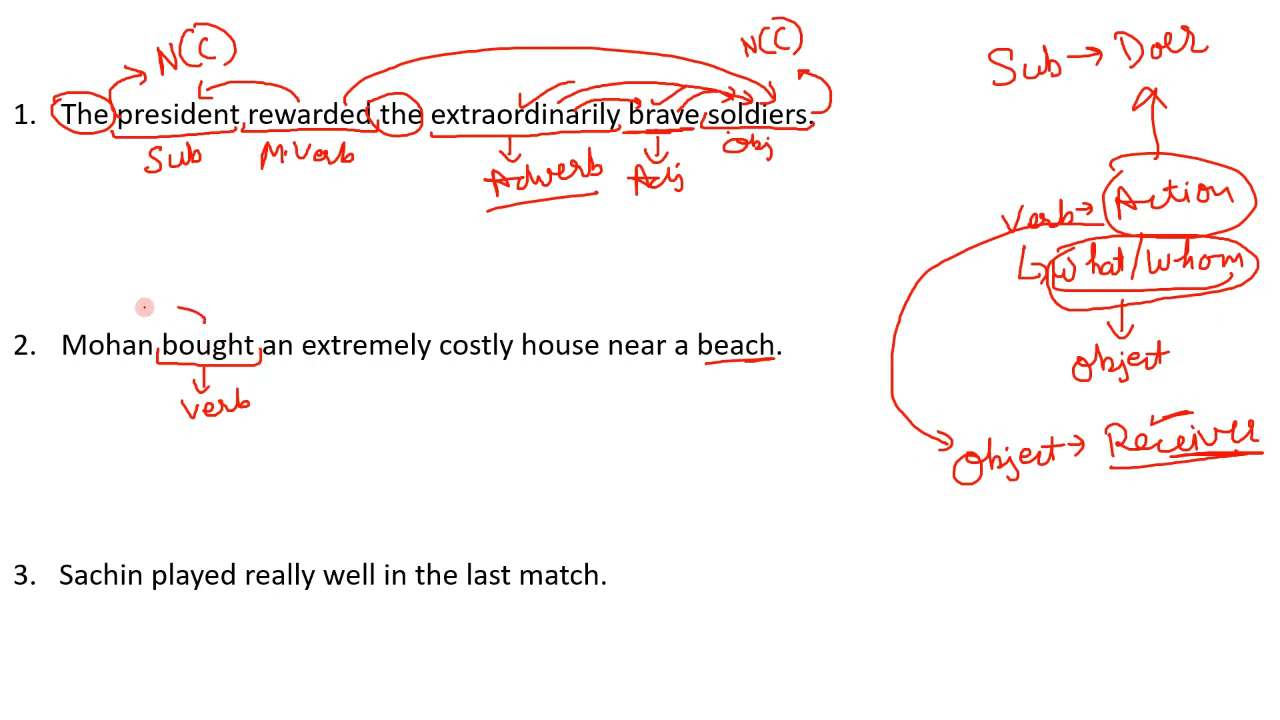 NCC
NCC
Sub → Doer
1. The president rewarded the extraordinarily brave soldiers.
Sub M.Verb Obj
Adverb Adj
Verb → Action
What/Whom
2. Mohan bought an extremely costly house near a beach.
Verb
Object
Object → Receiver
3. Sachin played really well in the last match.